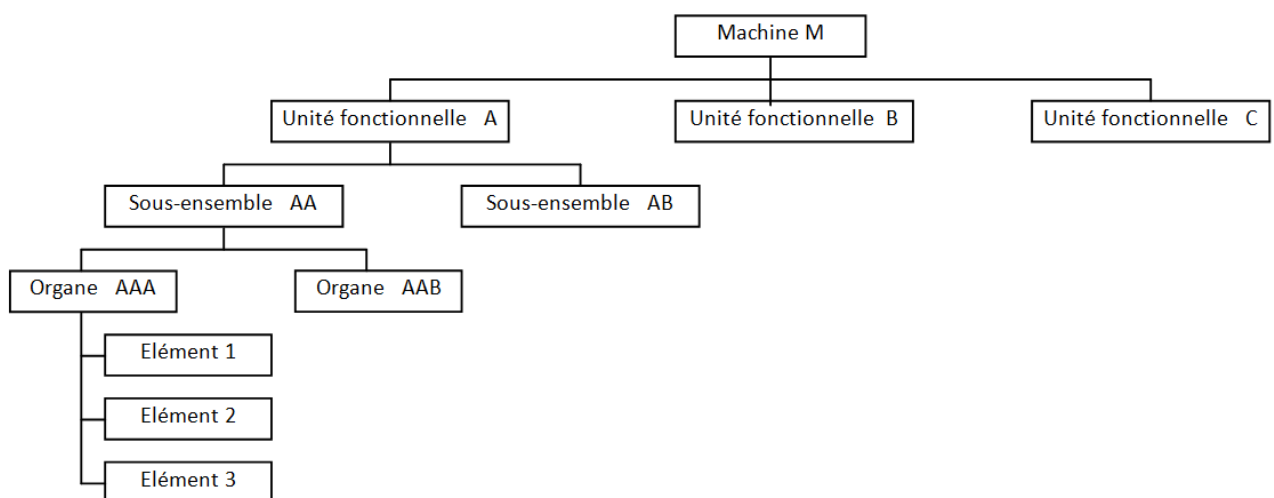 Machine M
Unité fonctionnelle A
Unité fonctionnelle B
Unité fonctionnelle C
Sous-ensemble AA
Sous-ensemble AB
Organe AAA
Organe AAB
Elément 1
Elément 2
Elément 3